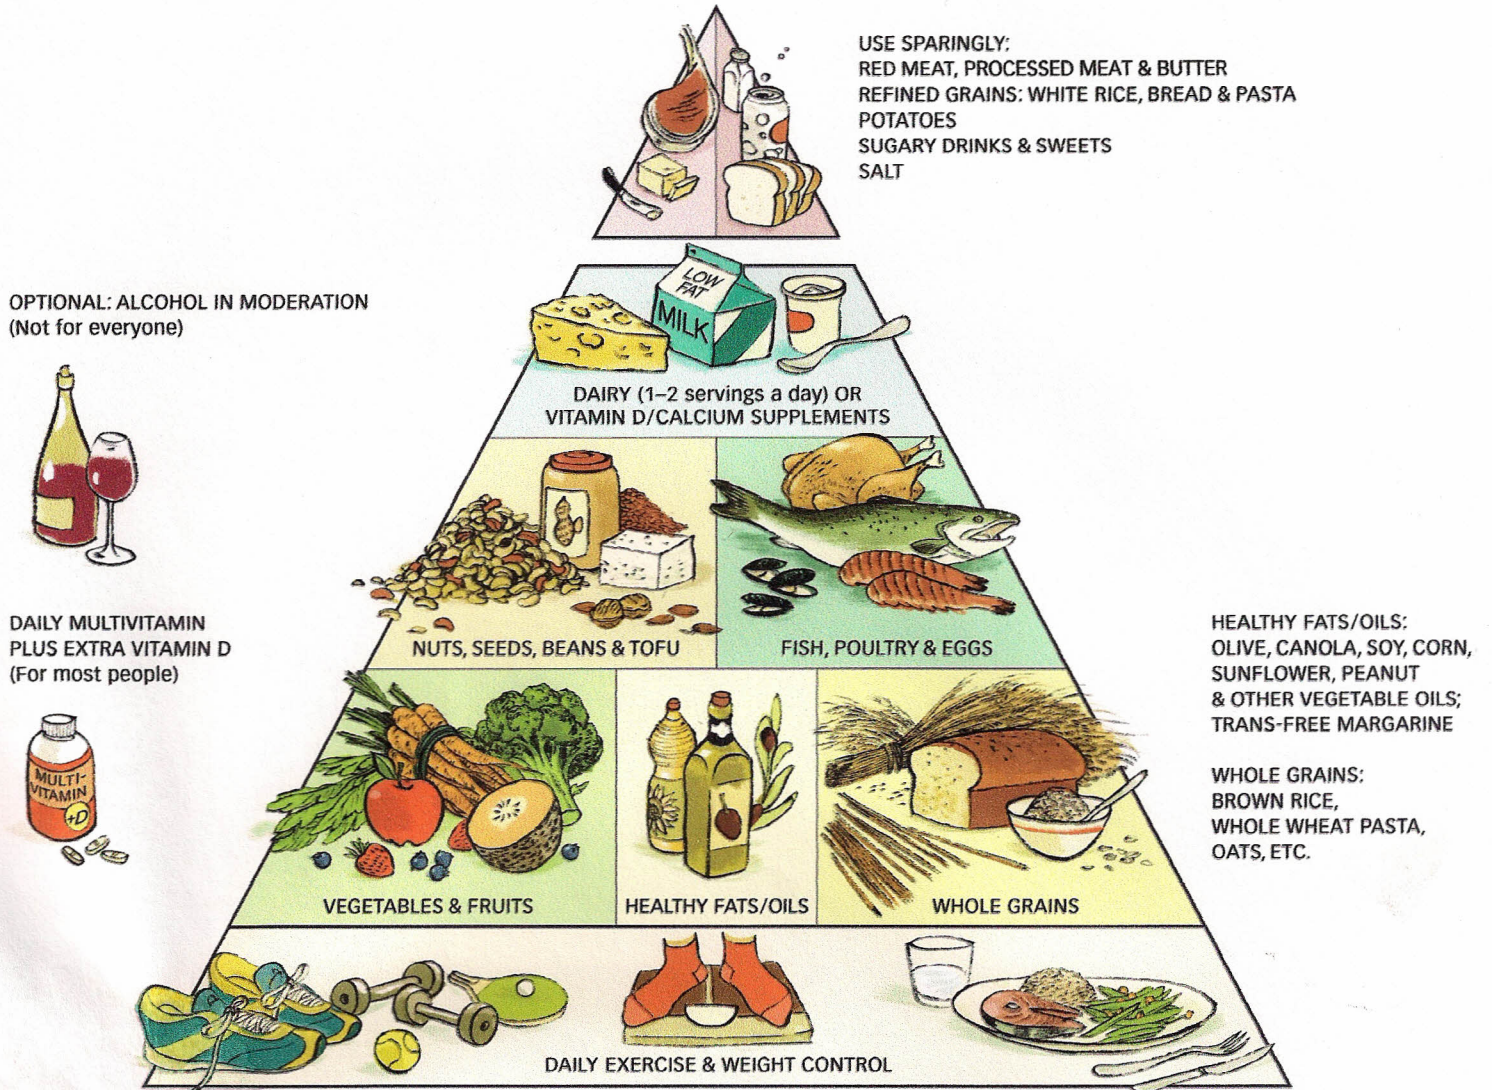 USE SPARINGLY:
RED MEAT, PROCESSED MEAT & BUTTER
REFINED GRAINS: WHITE RICE, BREAD & PASTA
POTATOES
SUGARY DRINKS & SWEETS
SALT
OPTIONAL: ALCOHOL IN MODERATION
(Not for everyone)
LOW
FAT
MILK
DAIRY (1–2 servings a day) OR
VITAMIN D/CALCIUM SUPPLEMENTS
DAILY MULTIVITAMIN
PLUS EXTRA VITAMIN D
(For most people)
MULTI-
VITAMIN
+D
NUTS, SEEDS, BEANS & TOFU
FISH, POULTRY & EGGS
HEALTHY FATS/OILS:
OLIVE, CANOLA, SOY, CORN,
SUNFLOWER, PEANUT
& OTHER VEGETABLE OILS;
TRANS-FREE MARGARINE
WHOLE GRAINS:
BROWN RICE,
WHOLE WHEAT PASTA,
OATS, ETC.
VEGETABLES & FRUITS
HEALTHY FATS/OILS
WHOLE GRAINS
DAILY EXERCISE & WEIGHT CONTROL